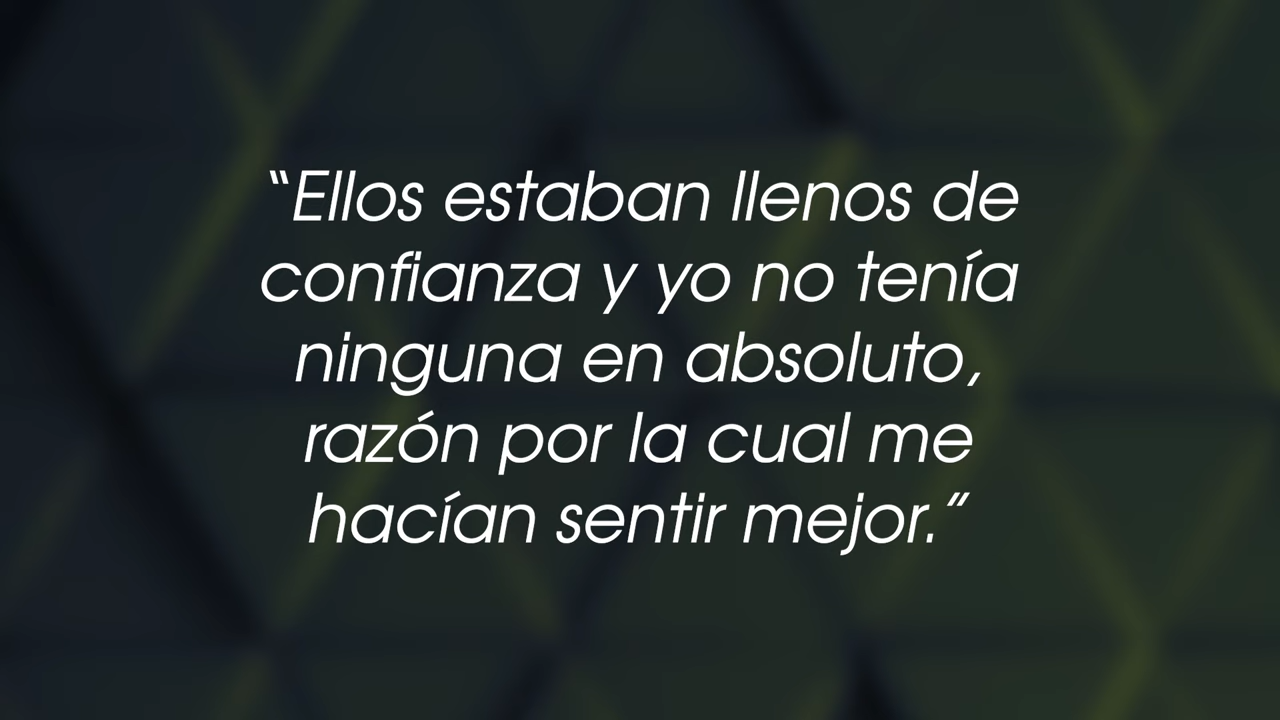 “Ellos estaban llenos de
confianza y yo no tenía
ninguna en absoluto,
razón por la cual me
hacían sentir mejor.”